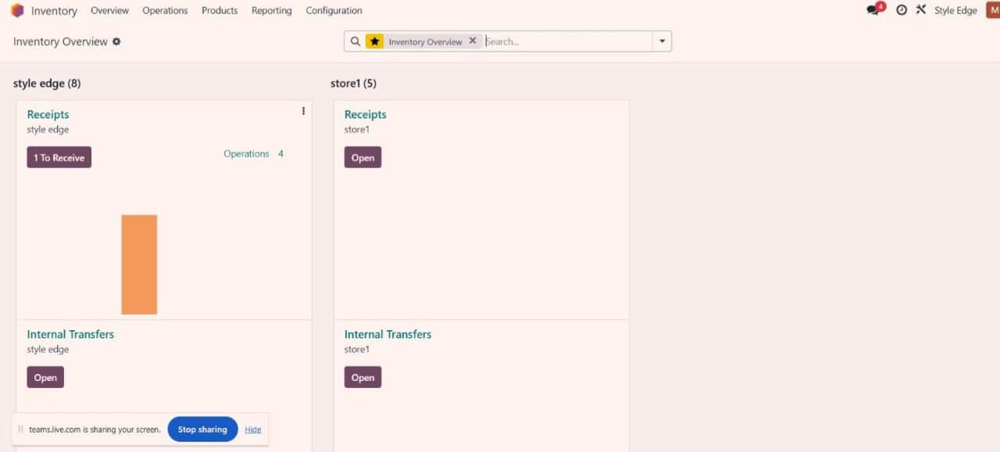 Inventory Overview Operations Products Reporting Configuration 4 Style Edge M
Inventory Overview Inventory Overview Search...
style edge (8)
Receipts
style edge
1 To Receive Operations 4
Internal Transfers
style edge
Open
store1 (5)
Receipts
store1
Open
Internal Transfers
store1
Open
teams.live.com is sharing your screen. Stop sharing Hide